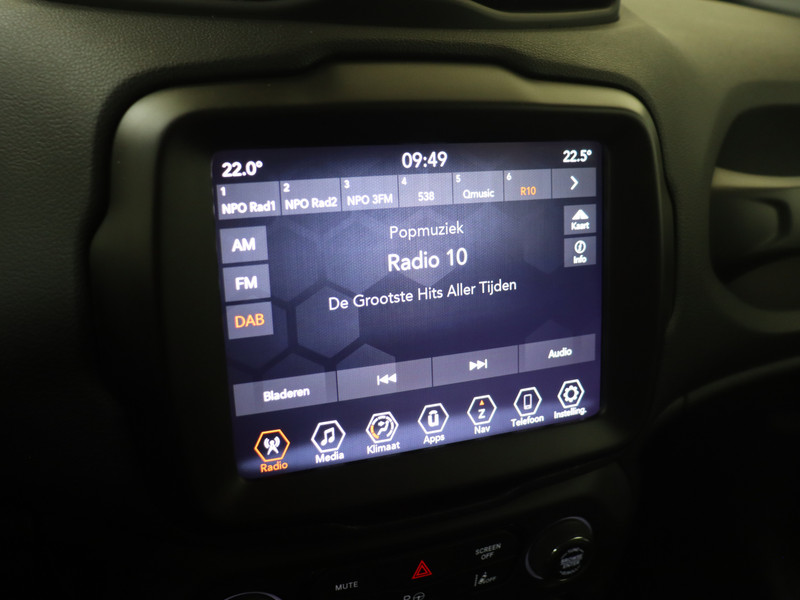 22.0° 09:49 22.5°
1 NPO Rad1 2 NPO Rad2 3 NPO 3FM 4 538 5 Qmusic 6 R10
AM
FM
DAB
Popmuziek
Radio 10
De Grootste Hits Aller Tijden
Kaart
Info
Bladeren
Audio
Radio Media Klimaat Apps Z Nav Telefoon Instelling.
MUTE
SCREEN OFF
OFF